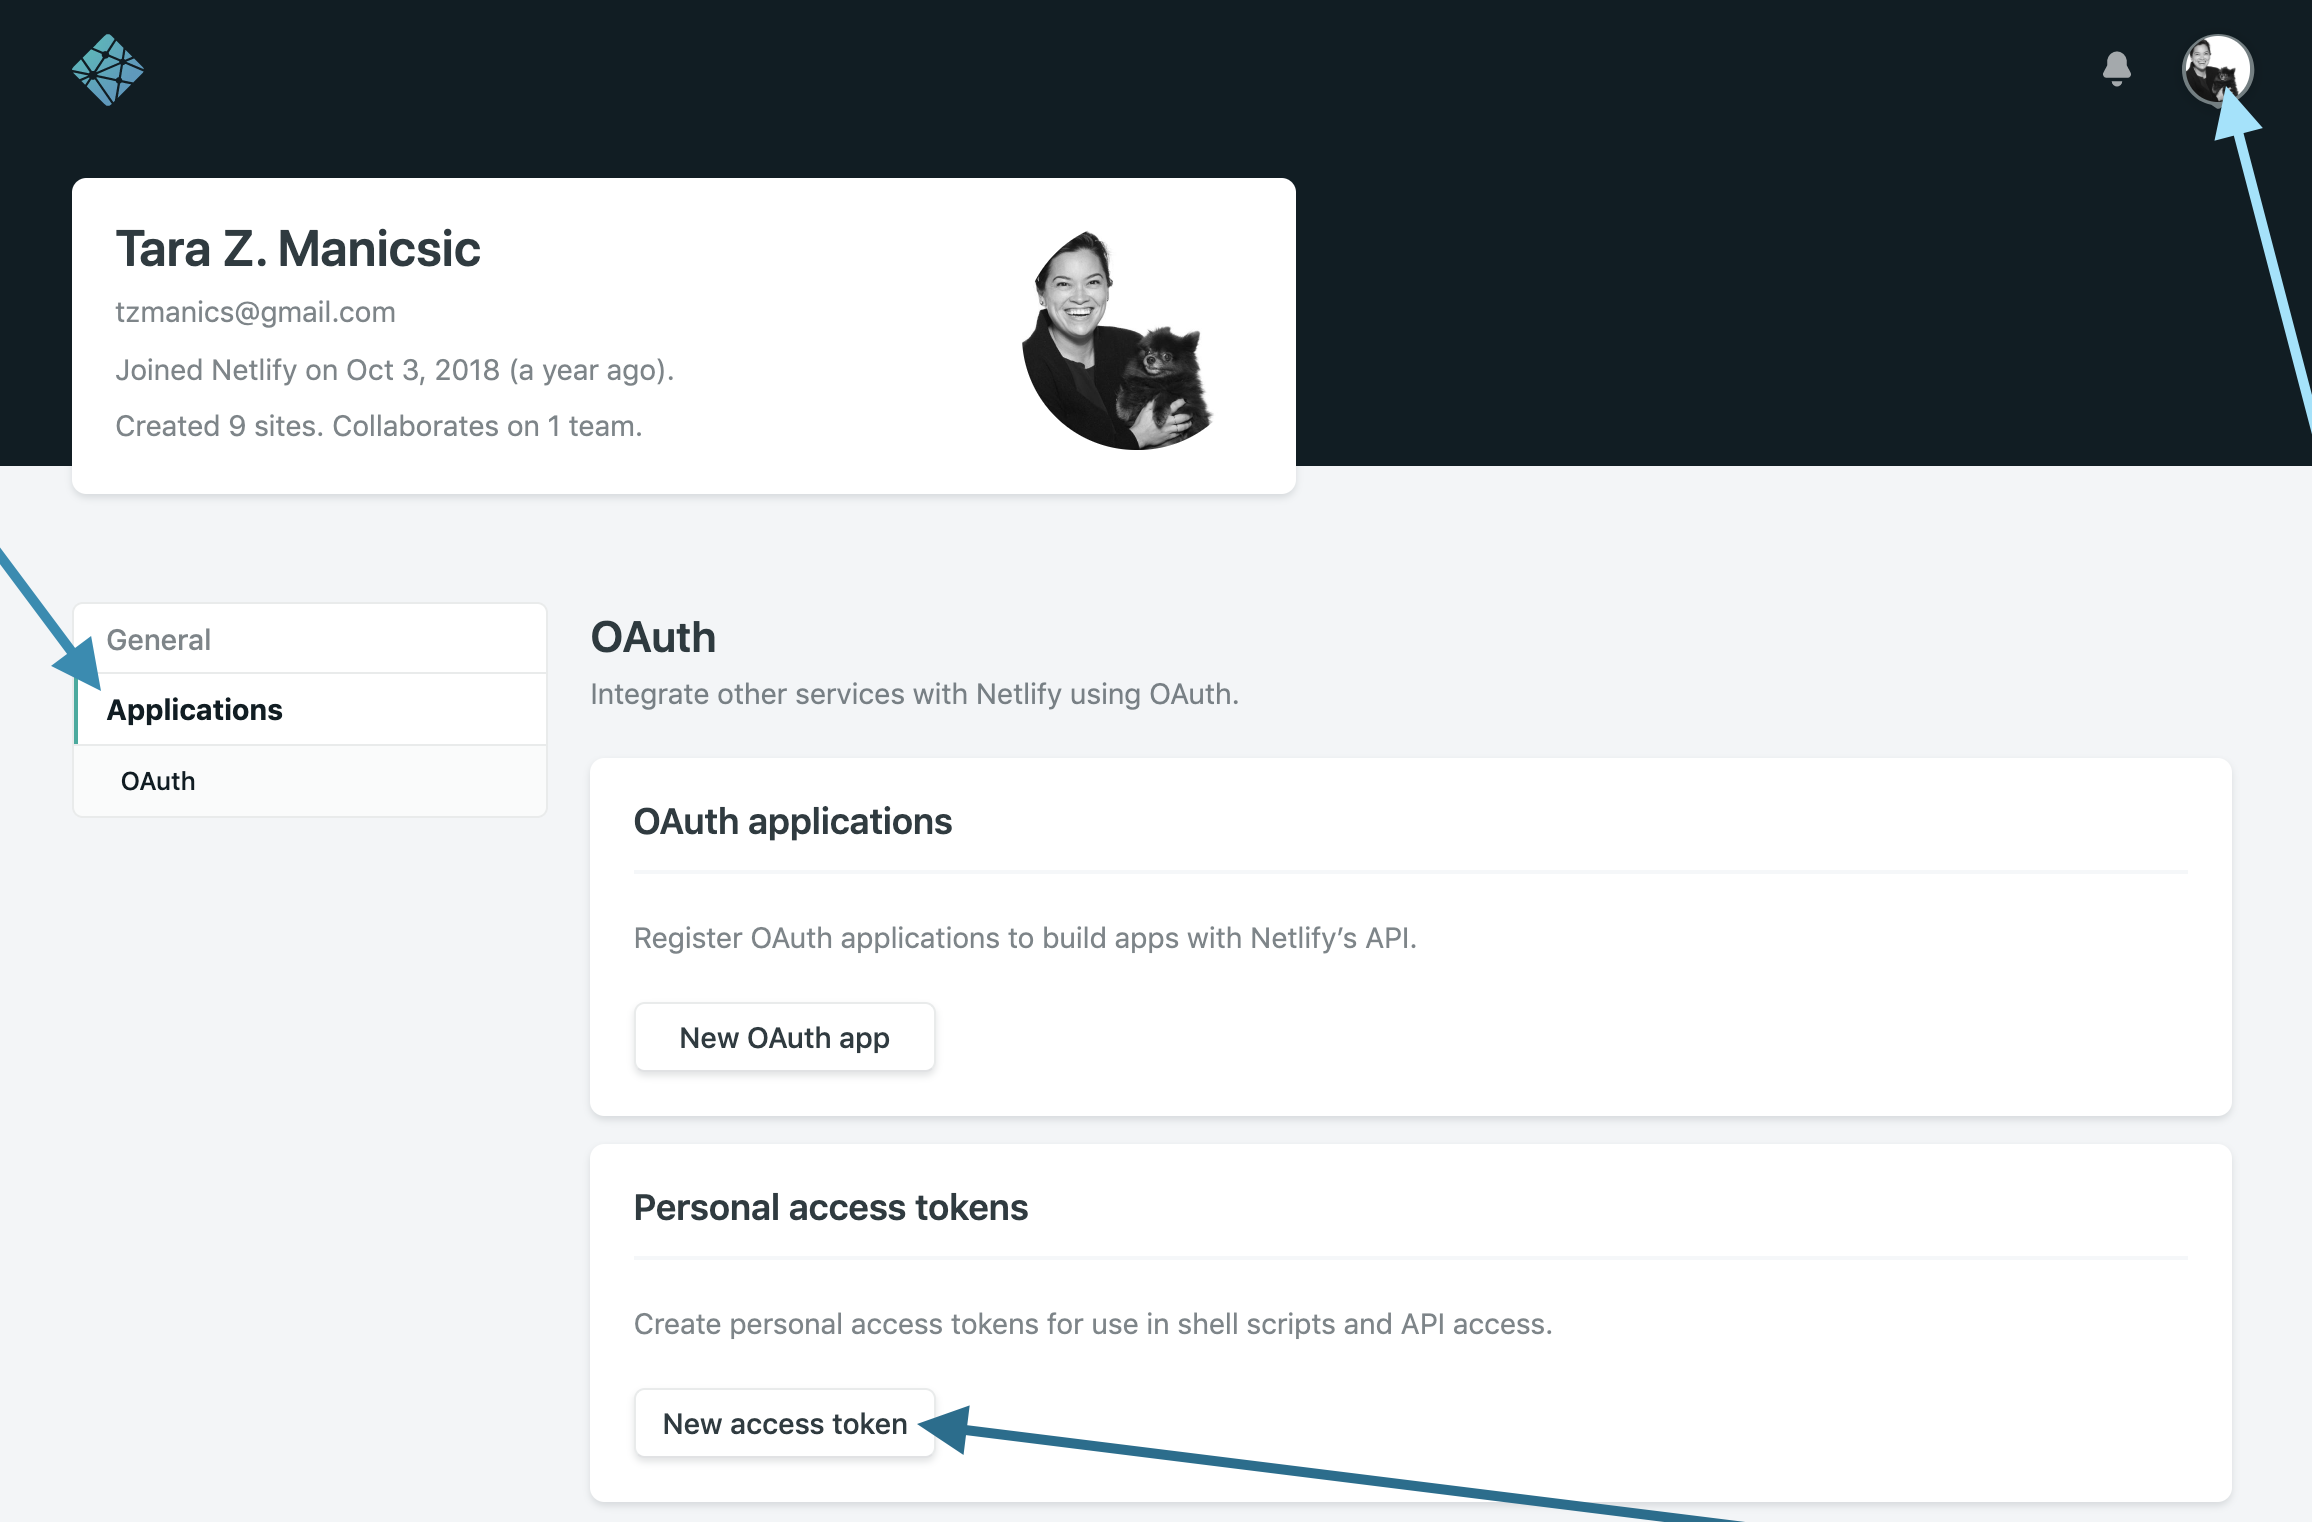 Tara Z. Manicsic
tzmanics@gmail.com
Joined Netlify on Oct 3, 2018 (a year ago).
Created 9 sites. Collaborates on 1 team.
General
Applications
OAuth
OAuth
Integrate other services with Netlify using OAuth.
OAuth applications
Register OAuth applications to build apps with Netlify’s API.
New OAuth app
Personal access tokens
Create personal access tokens for use in shell scripts and API access.
New access token